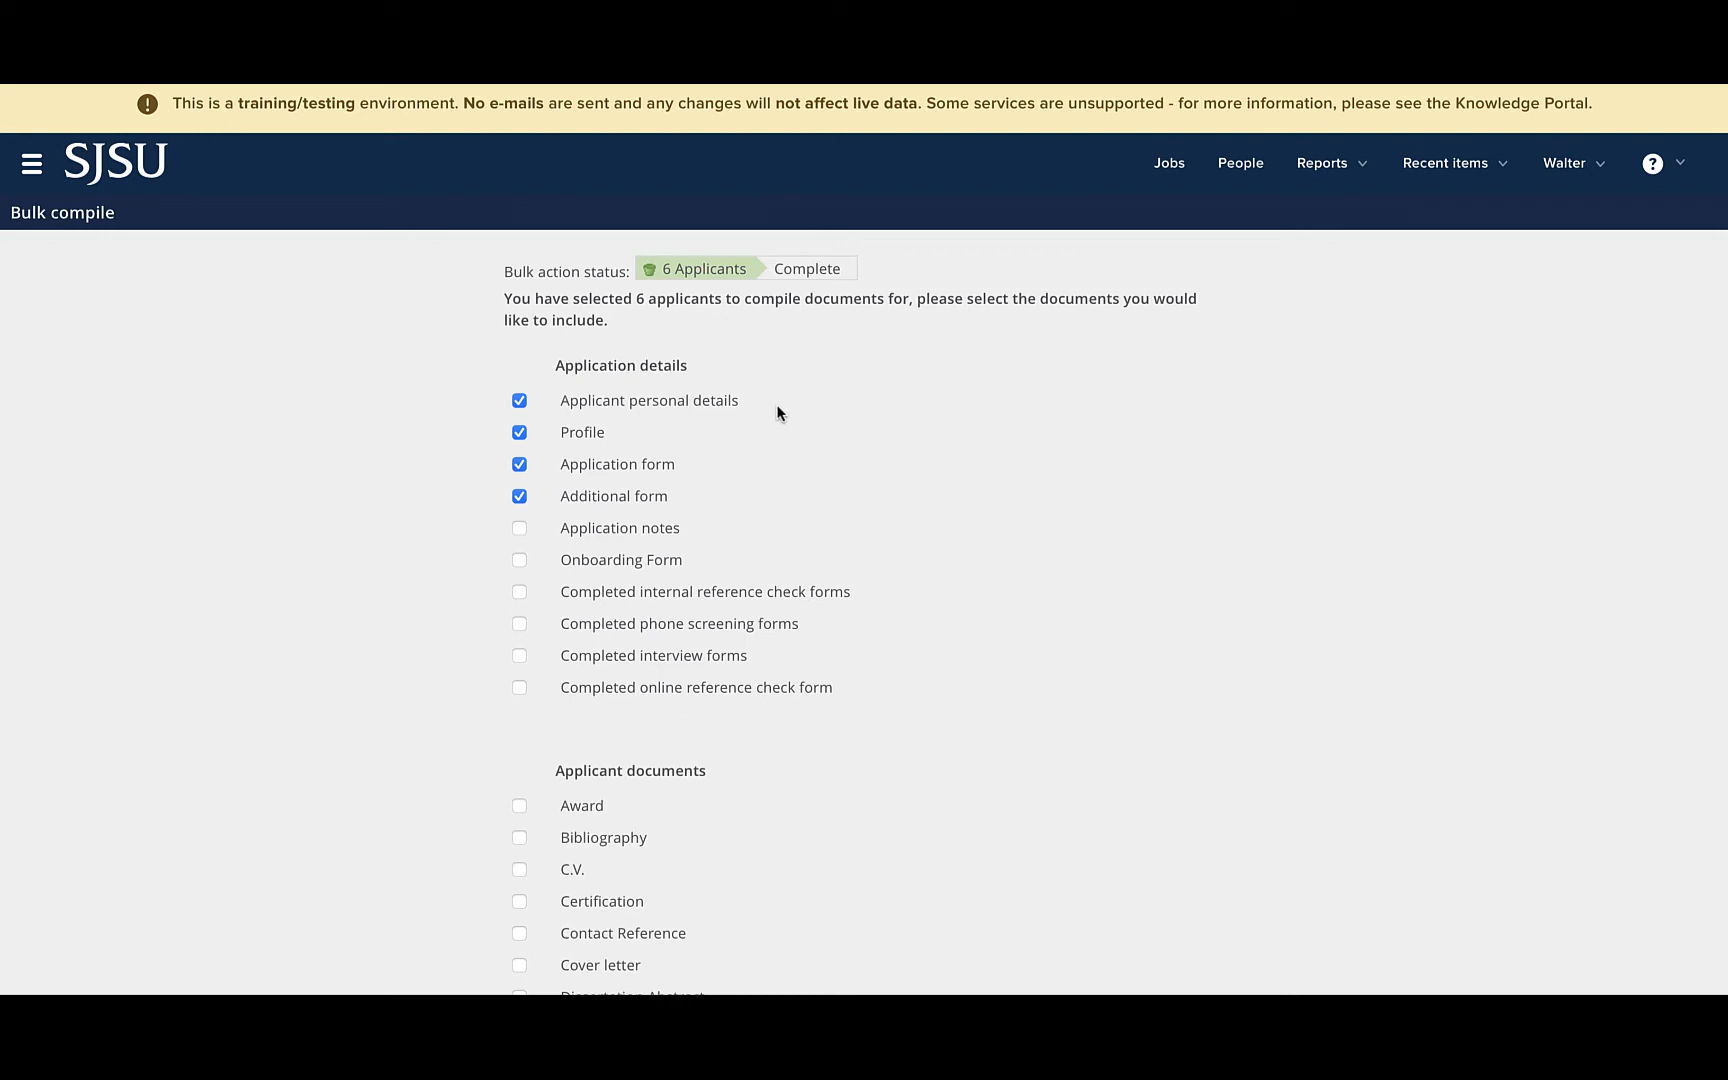 This is a training/testing environment. No e-mails are sent and any changes will not affect live data. Some services are unsupported - for more information, please see the Knowledge Portal.
SJSU
Jobs
People
Reports
Recent items
Walter
?
Bulk compile
Bulk action status:
6 Applicants
Complete
You have selected 6 applicants to compile documents for, please select the documents you would
like to include.
Application details
Applicant personal details
Profile
Application form
Additional form
Application notes
Onboarding Form
Completed internal reference check forms
Completed phone screening forms
Completed interview forms
Completed online reference check form
Applicant documents
Award
Bibliography
C.V.
Certification
Contact Reference
Cover letter